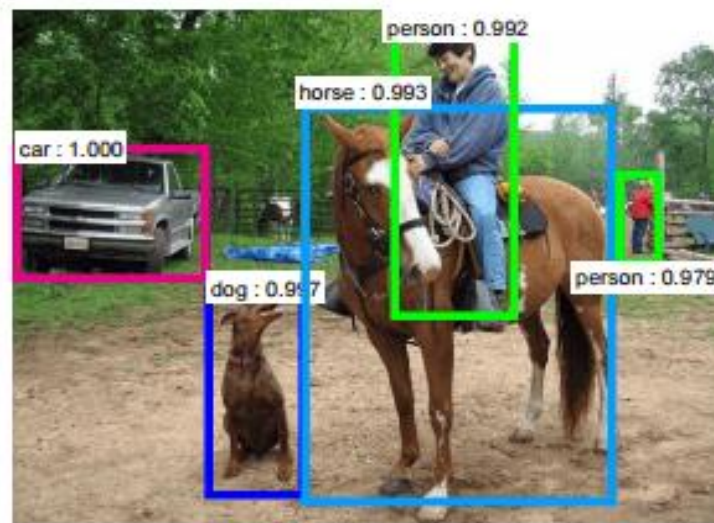 person : 0.992
horse : 0.993
car : 1.000
person : 0.979
dog : 0.997